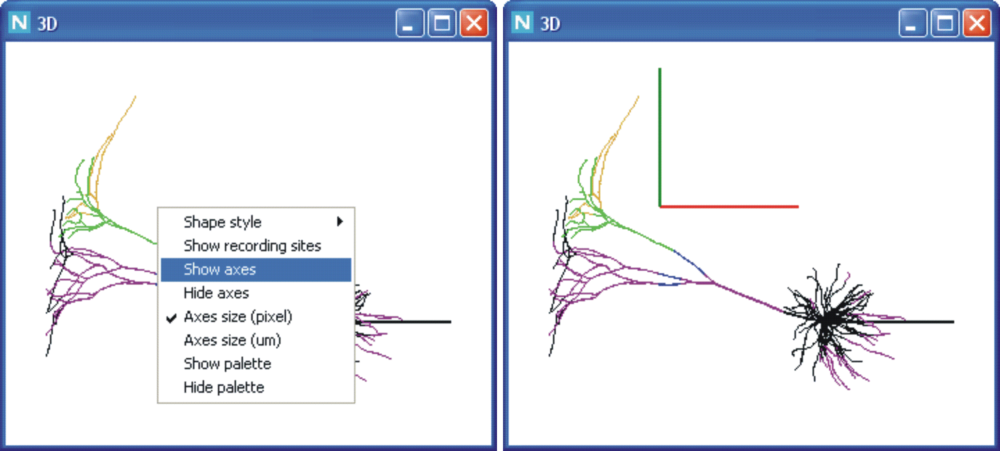 N 3D
Shape style
Show recording sites
Show axes
Hide axes
Axes size (pixel)
Axes size (um)
Show palette
Hide palette
N 3D